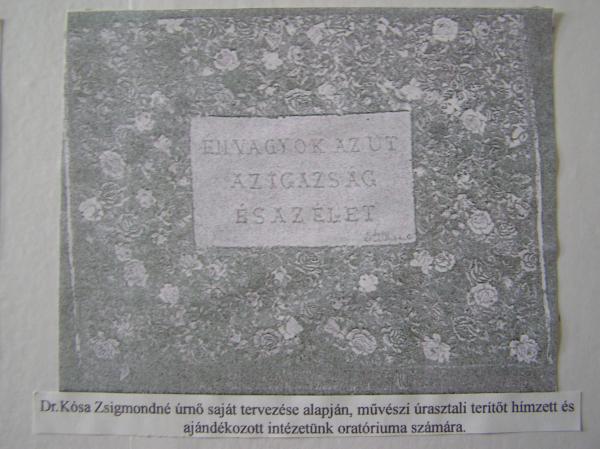 ÉN VAGYOK AZ ÚT
AZ IGAZSÁG
ÉS AZ ÉLET
Dr.Kósa Zsigmondné úrnő saját tervezése alapján, művészi úrasztali terítőt hímzett és
ajándékozott intézetünk oratóriuma számára.